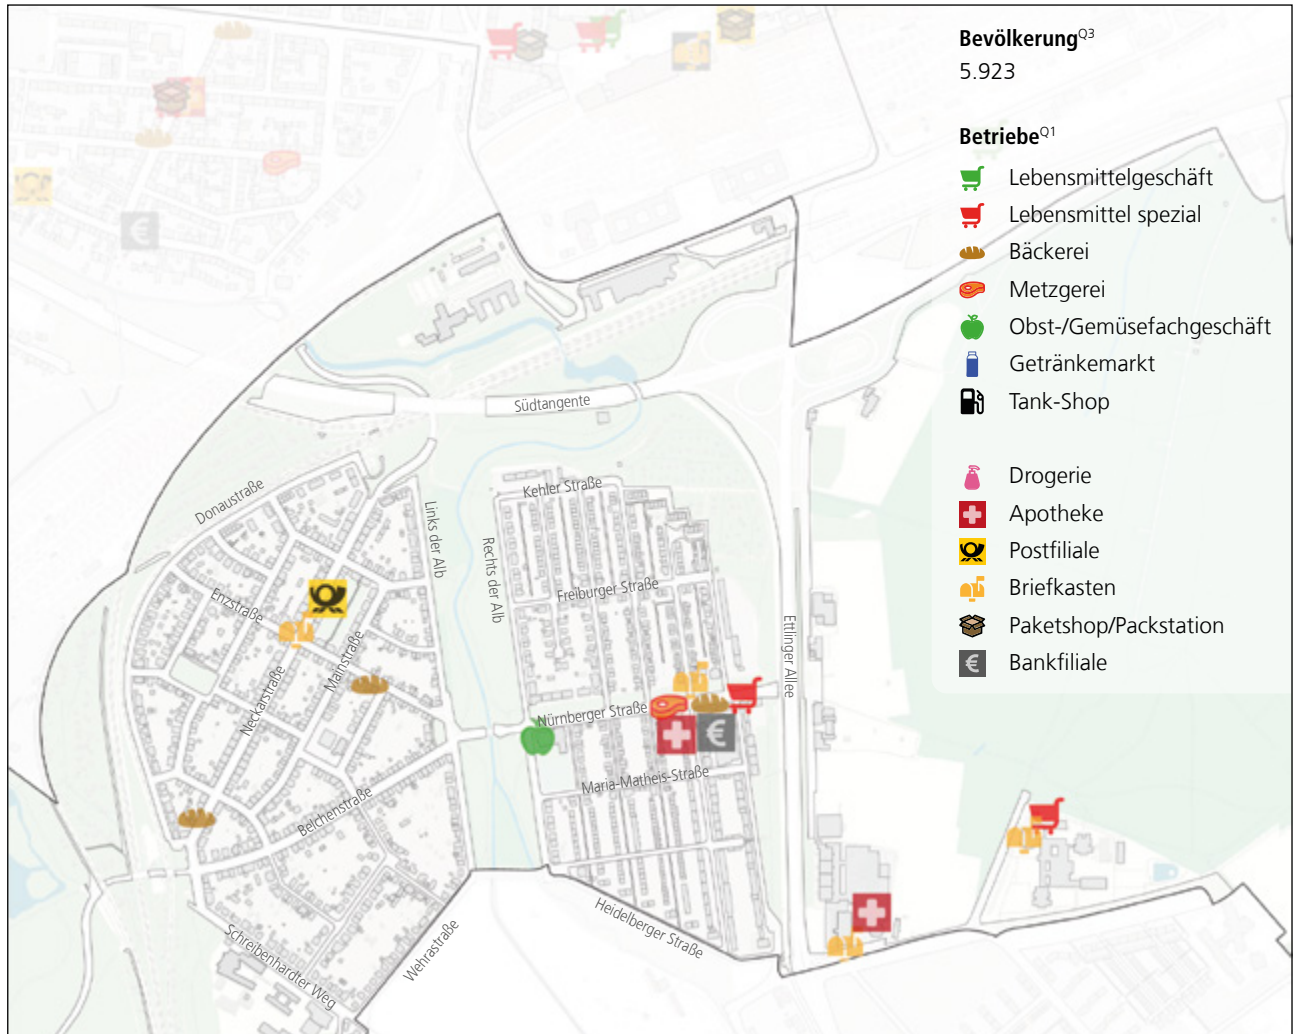 Bevölkerung Q3
5.923
Betriebe Q1
Lebensmittelgeschäft
Lebensmittel spezial
Bäckerei
Metzgerei
Obst-/Gemüsefachgeschäft
Getränkemarkt
Tank-Shop
Drogerie
Apotheke
Postfiliale
Briefkasten
Paketshop/Packstation
Bankfiliale
Südtangente
Donaustraße
Kehler Straße
Links der Alb
Rechts der Alb
Enzstraße
Freiburger Straße
Mainstraße
Neckarstraße
Ettlinger Allee
Nürnberger Straße
Maria-Matheis-Straße
Belchenstraße
Heidelberger Straße
Wehrastraße
Schreibenhardter Weg